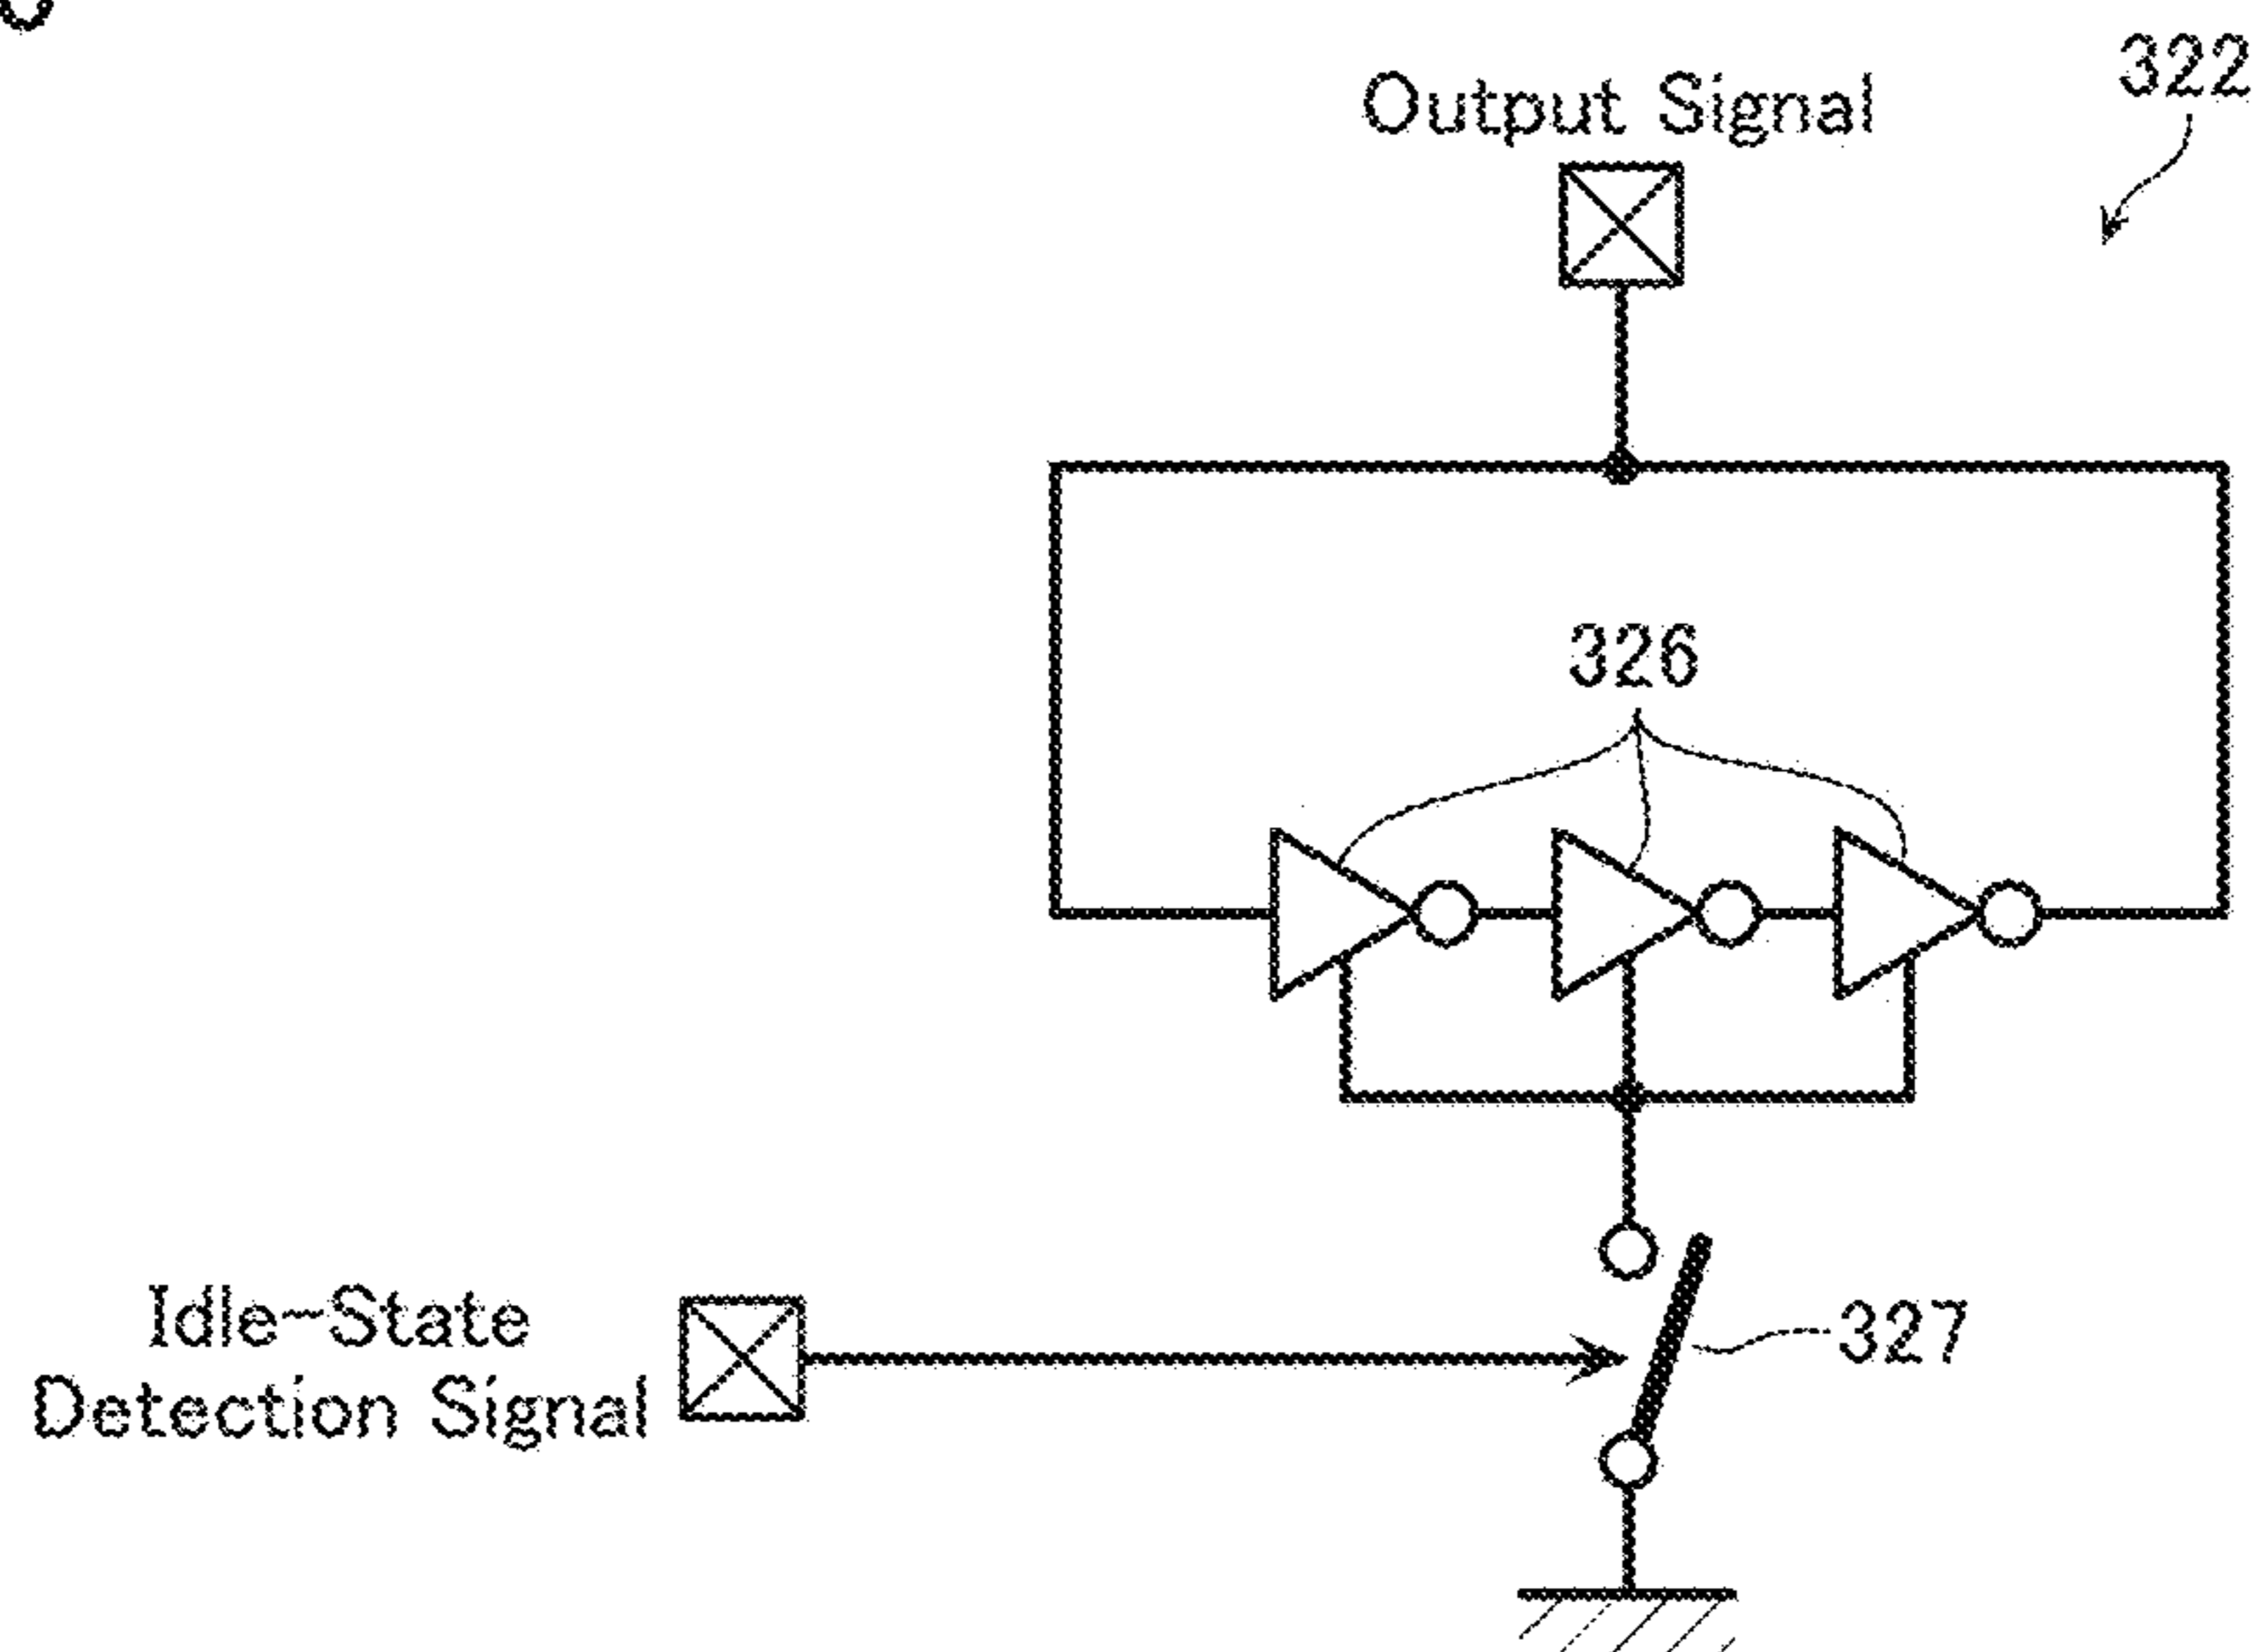 322
Output Signal
326
327
Idle-State
Detection Signal